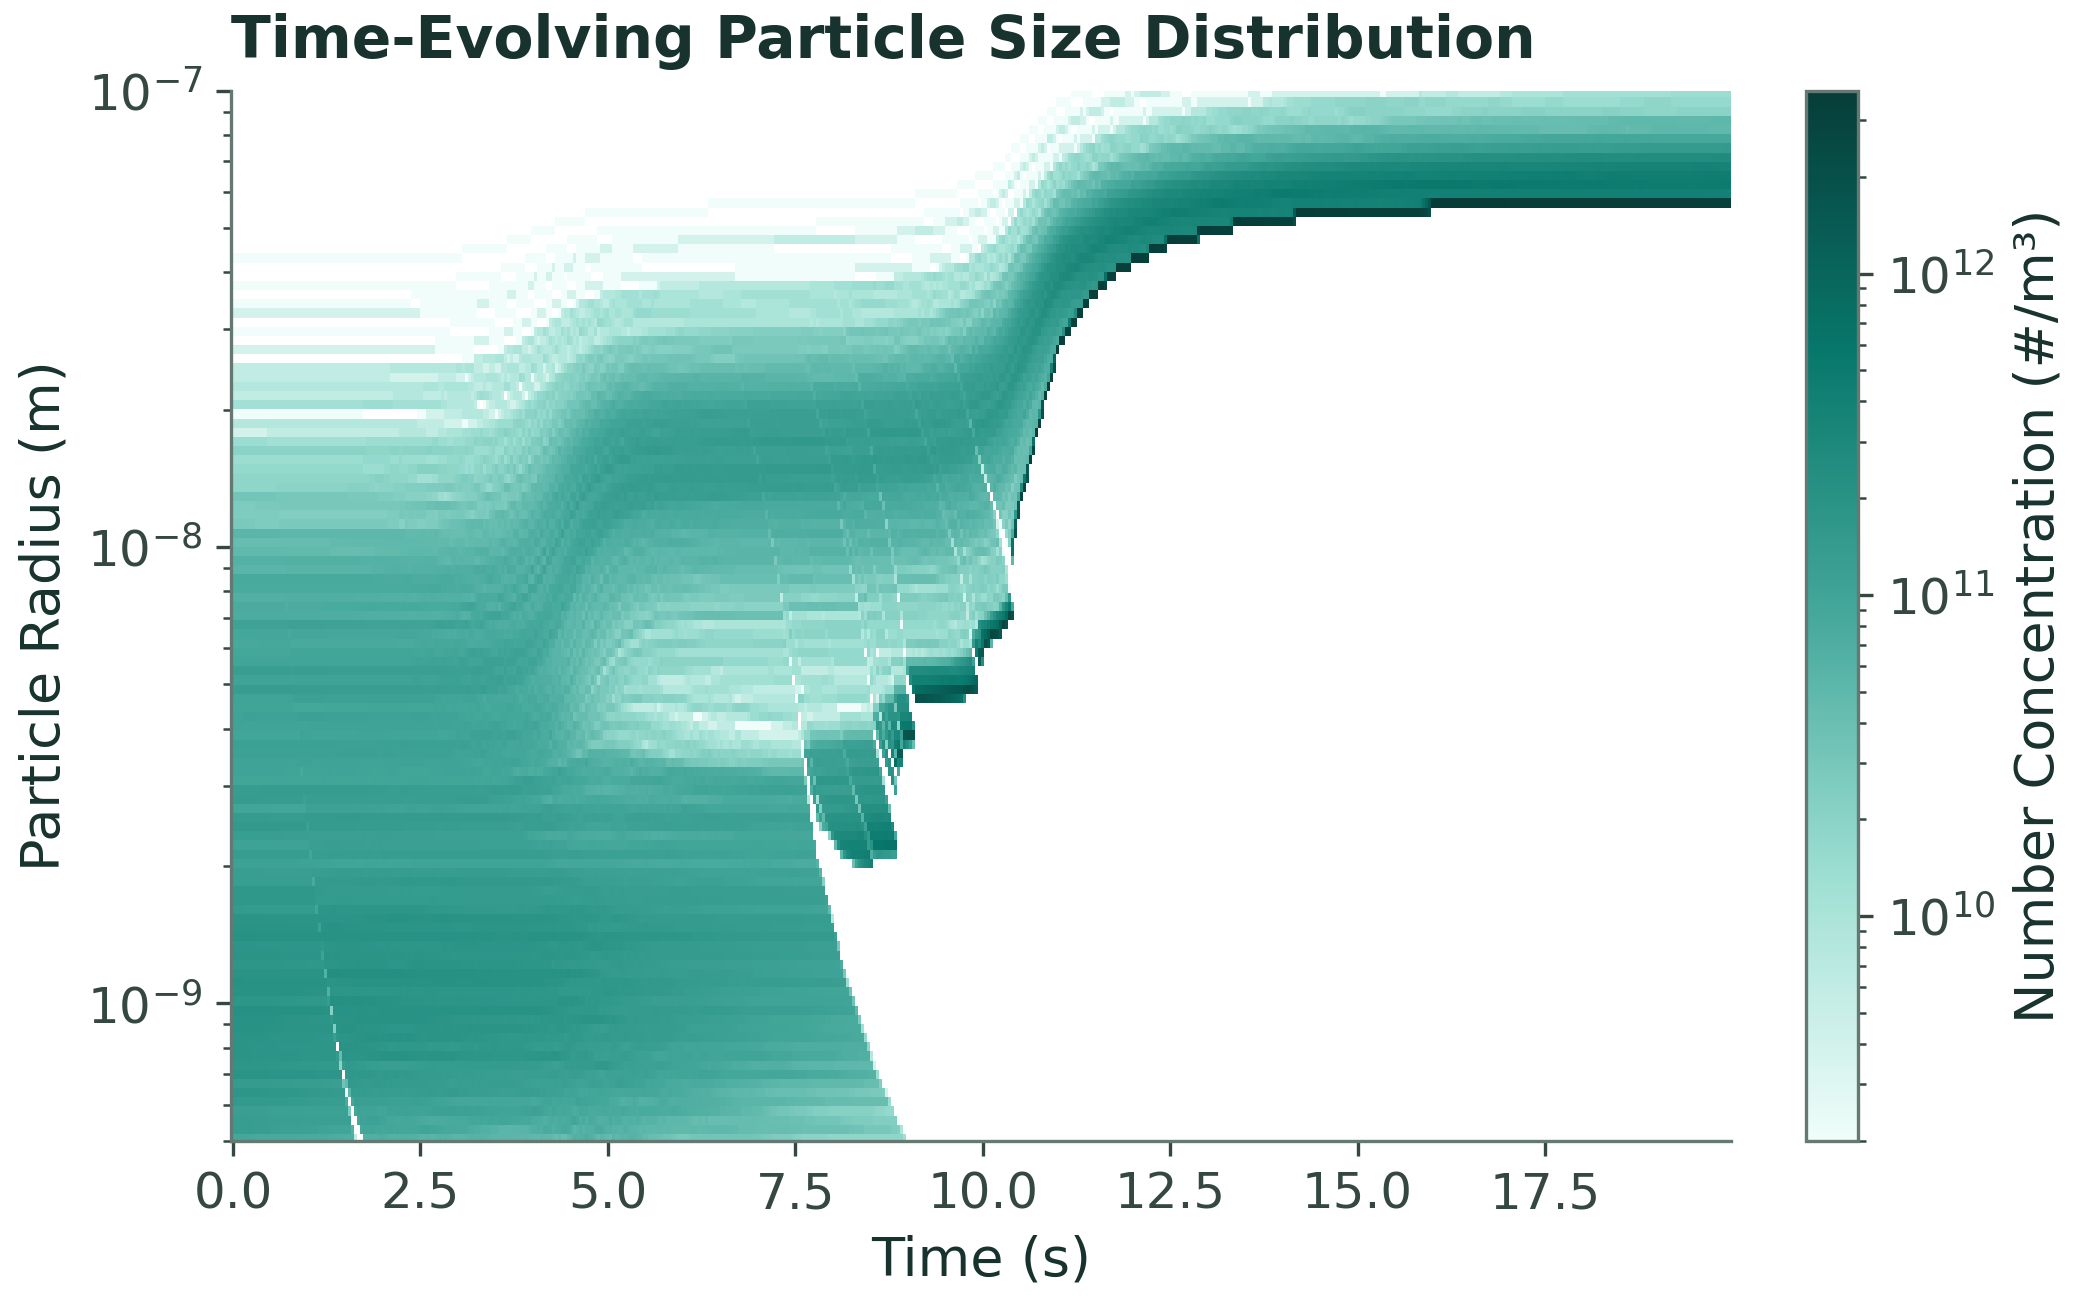 Time-Evolving Particle Size Distribution
Particle Radius (m)
10⁻⁷
10⁻⁸
10⁻⁹
0.0 2.5 5.0 7.5 10.0 12.5 15.0 17.5
Time (s)
10¹²
10¹¹
10¹⁰
Number Concentration (#/m³)